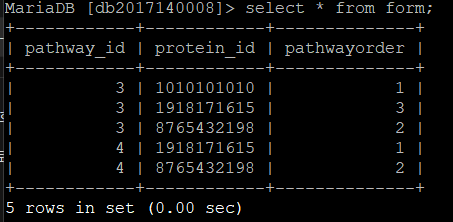 MariaDB [db2017140008]> select * from form;
+------------+------------+--------------+
| pathway_id | protein_id | pathwayorder |
+------------+------------+--------------+
|          3 | 1010101010 |            1 |
|          3 | 1918171615 |            3 |
|          3 | 8765432198 |            2 |
|          4 | 1918171615 |            1 |
|          4 | 8765432198 |            2 |
+------------+------------+--------------+
5 rows in set (0.00 sec)